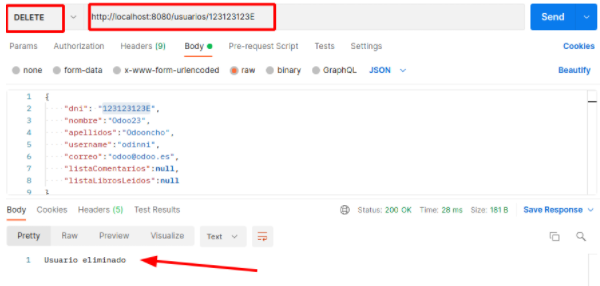 DELETE http://localhost:8080/usuarios/123123123E Send
Params Authorization Headers (9) Body Pre-request Script Tests Settings Cookies
none form-data x-www-form-urlencoded raw binary GraphQL JSON Beautify
1 {
2 "dni": "123123123E",
3 "nombre":"Odoo23",
4 "apellidos":"Odooncho",
5 "username":"odinni",
6 "correo":"odoo@odoo.es",
7 "listaComentarios":null,
8 "listaLibrosLeidos":null
9 }
Body Cookies Headers (5) Test Results Status: 200 OK Time: 28 ms Size: 181 B Save Response
Pretty Raw Preview Visualize Text
1 Usuario eliminado